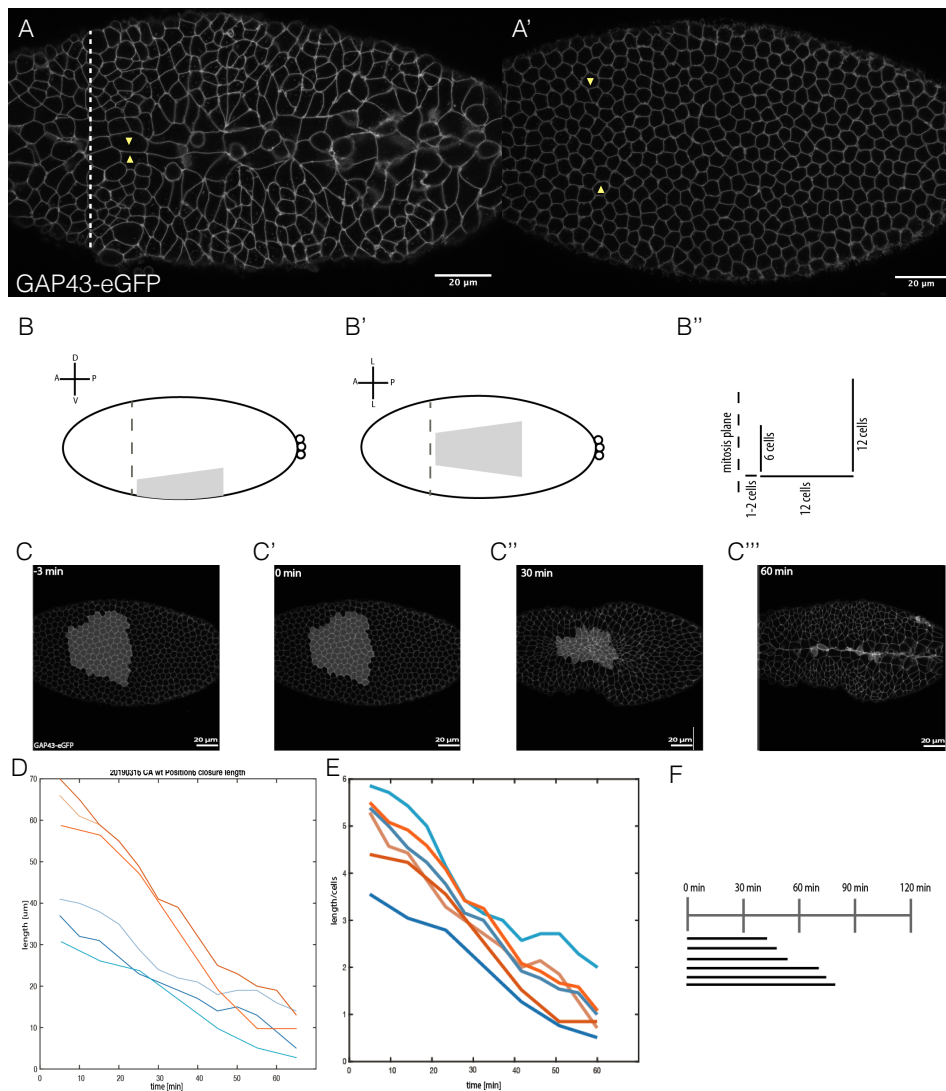 A
A'
GAP43-eGFP
20 µm
20 µm
B
B'
B''
D
A
P
V
L
A
P
L
mitosis plane
6 cells
12 cells
1-2 cells
12 cells
C
C'
C''
C'''
-3 min
0 min
30 min
60 min
GAP43-eGFP
20 µm
20 µm
20 µm
20 µm
D
20190316 CA wt Position6 closure length
length [um]
70
60
50
40
30
20
10
0
0
10
20
30
40
50
60
70
time [min]
E
length/cells
6
5
4
3
2
1
0
0
10
20
30
40
50
60
70
time [min]
F
0 min
30 min
60 min
90 min
120 min